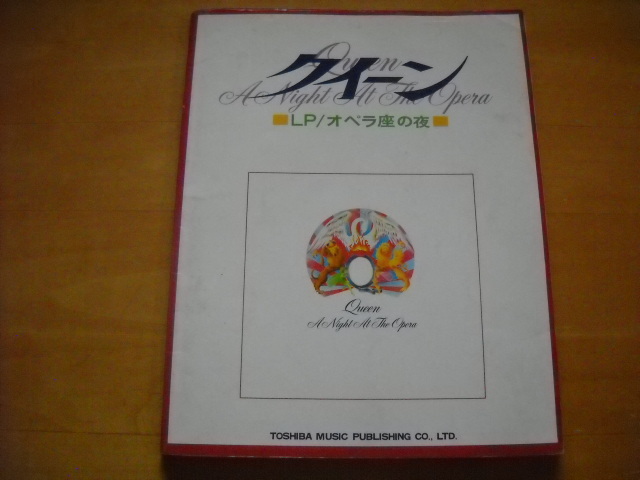 Queen
クイーン
A Night At The Opera
LP/オペラ座の夜
Queen
A Night At The Opera
TOSHIBA MUSIC PUBLISHING CO., LTD.